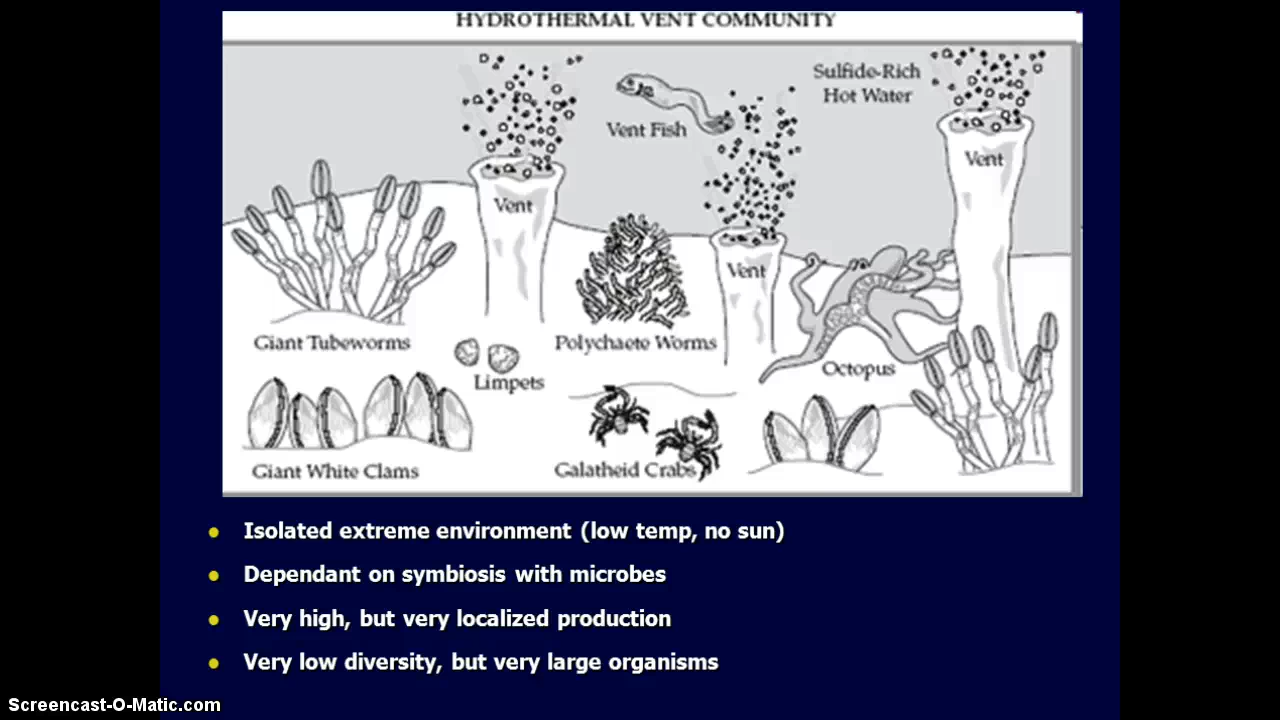 HYDROTHERMAL VENT COMMUNITY
Sulfide-Rich
Hot Water
Vent Fish
Vent
Vent
Vent
Giant Tubeworms
Polychaete Worms
Limpets
Octopus
Giant White Clams
Galatheid Crabs
• Isolated extreme environment (low temp, no sun)
• Dependant on symbiosis with microbes
• Very high, but very localized production
• Very low diversity, but very large organisms
Screencast-O-Matic.com